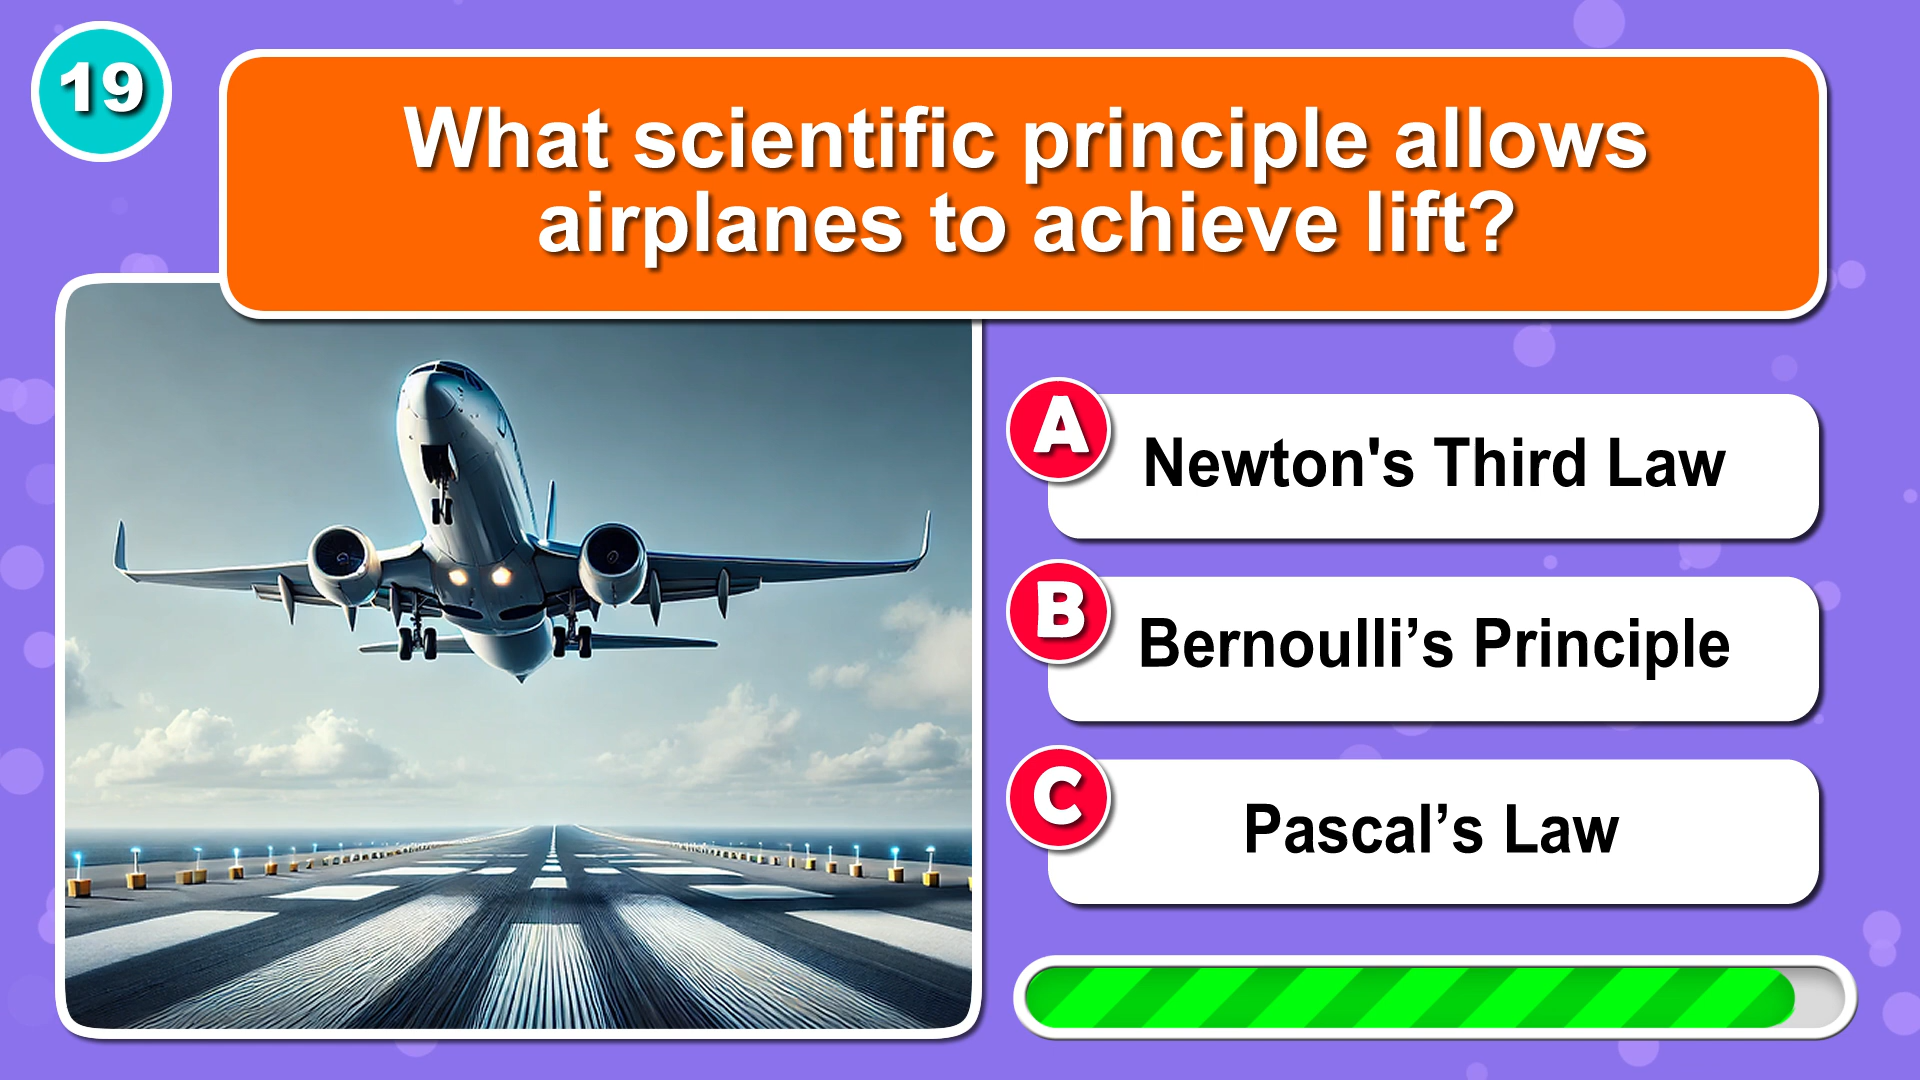 19
What scientific principle allows
airplanes to achieve lift?
A
Newton's Third Law
B
Bernoulli’s Principle
C
Pascal’s Law